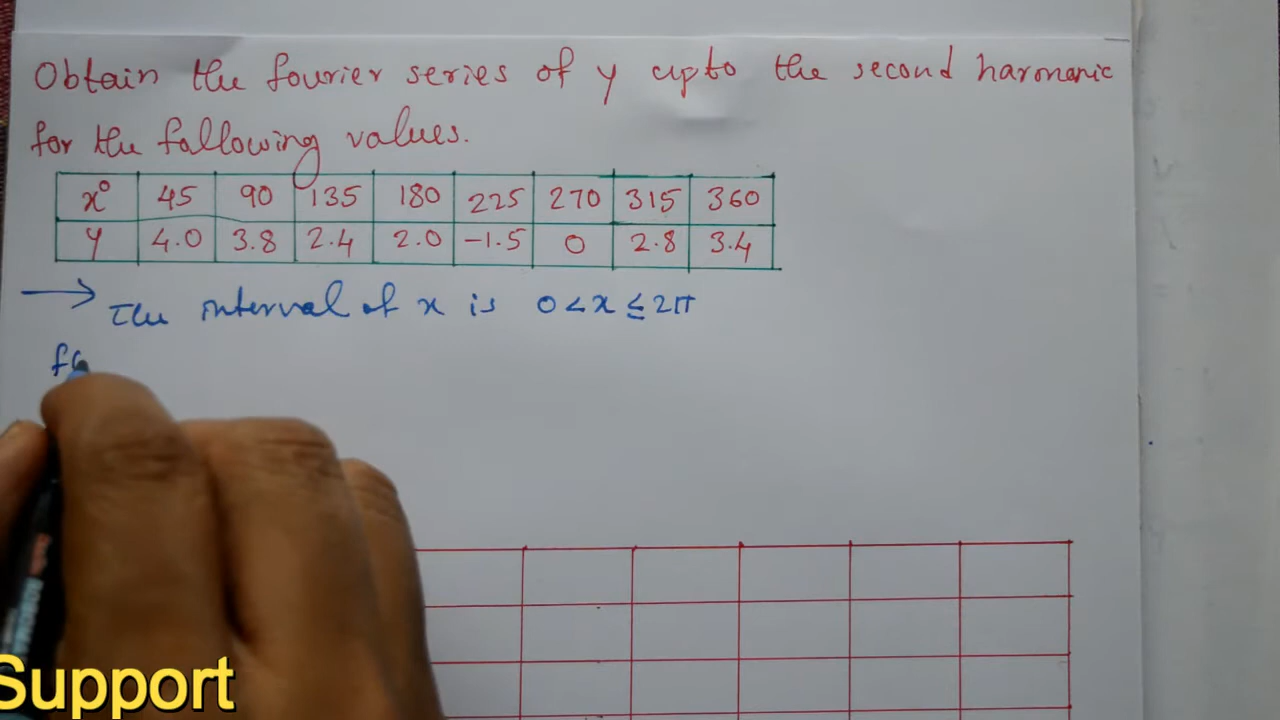 Obtain the fourier series of y upto the second harmonic
for the following values.
x° 45 90 135 180 225 270 315 360
y 4.0 3.8 2.4 2.0 -1.5 0 2.8 3.4
→ The interval of x is 0<x≤2π
Support